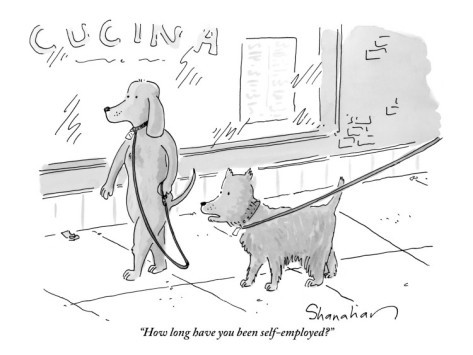 CUCINA
Shanahan
"How long have you been self-employed?"